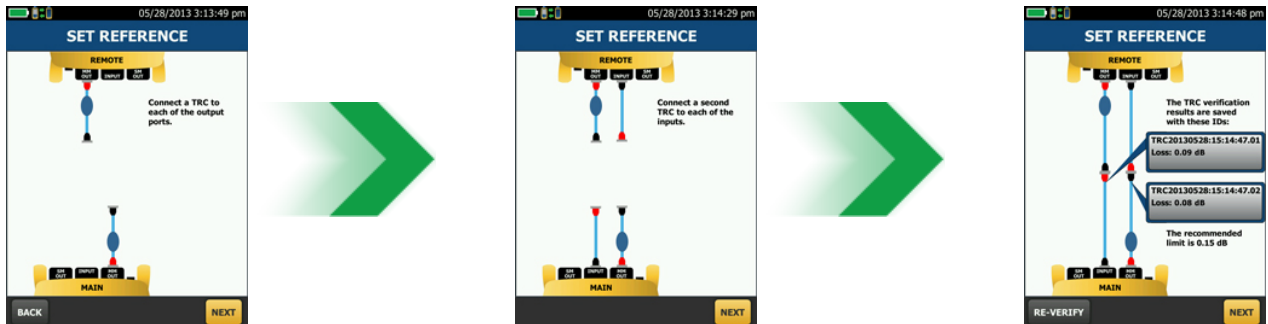 05/28/2013 3:13:49 pm
SET REFERENCE
REMOTE
MM OUT
INPUT
SM OUT
Connect a TRC to
each of the output
ports.
SM OUT
INPUT
MM OUT
MAIN
BACK
NEXT
05/28/2013 3:14:29 pm
SET REFERENCE
REMOTE
MM OUT
INPUT
SM OUT
Connect a second
TRC to each of the
inputs.
SM OUT
INPUT
MM OUT
MAIN
NEXT
05/28/2013 3:14:48 pm
SET REFERENCE
REMOTE
MM OUT
INPUT
SM OUT
The TRC verification
results are saved
with these IDs:
TRC20130528:15:14:47.01
Loss: 0.09 dB
TRC20130528:15:14:47.02
Loss: 0.08 dB
The recommended
limit is 0.15 dB
SM OUT
INPUT
MM OUT
MAIN
RE-VERIFY
NEXT